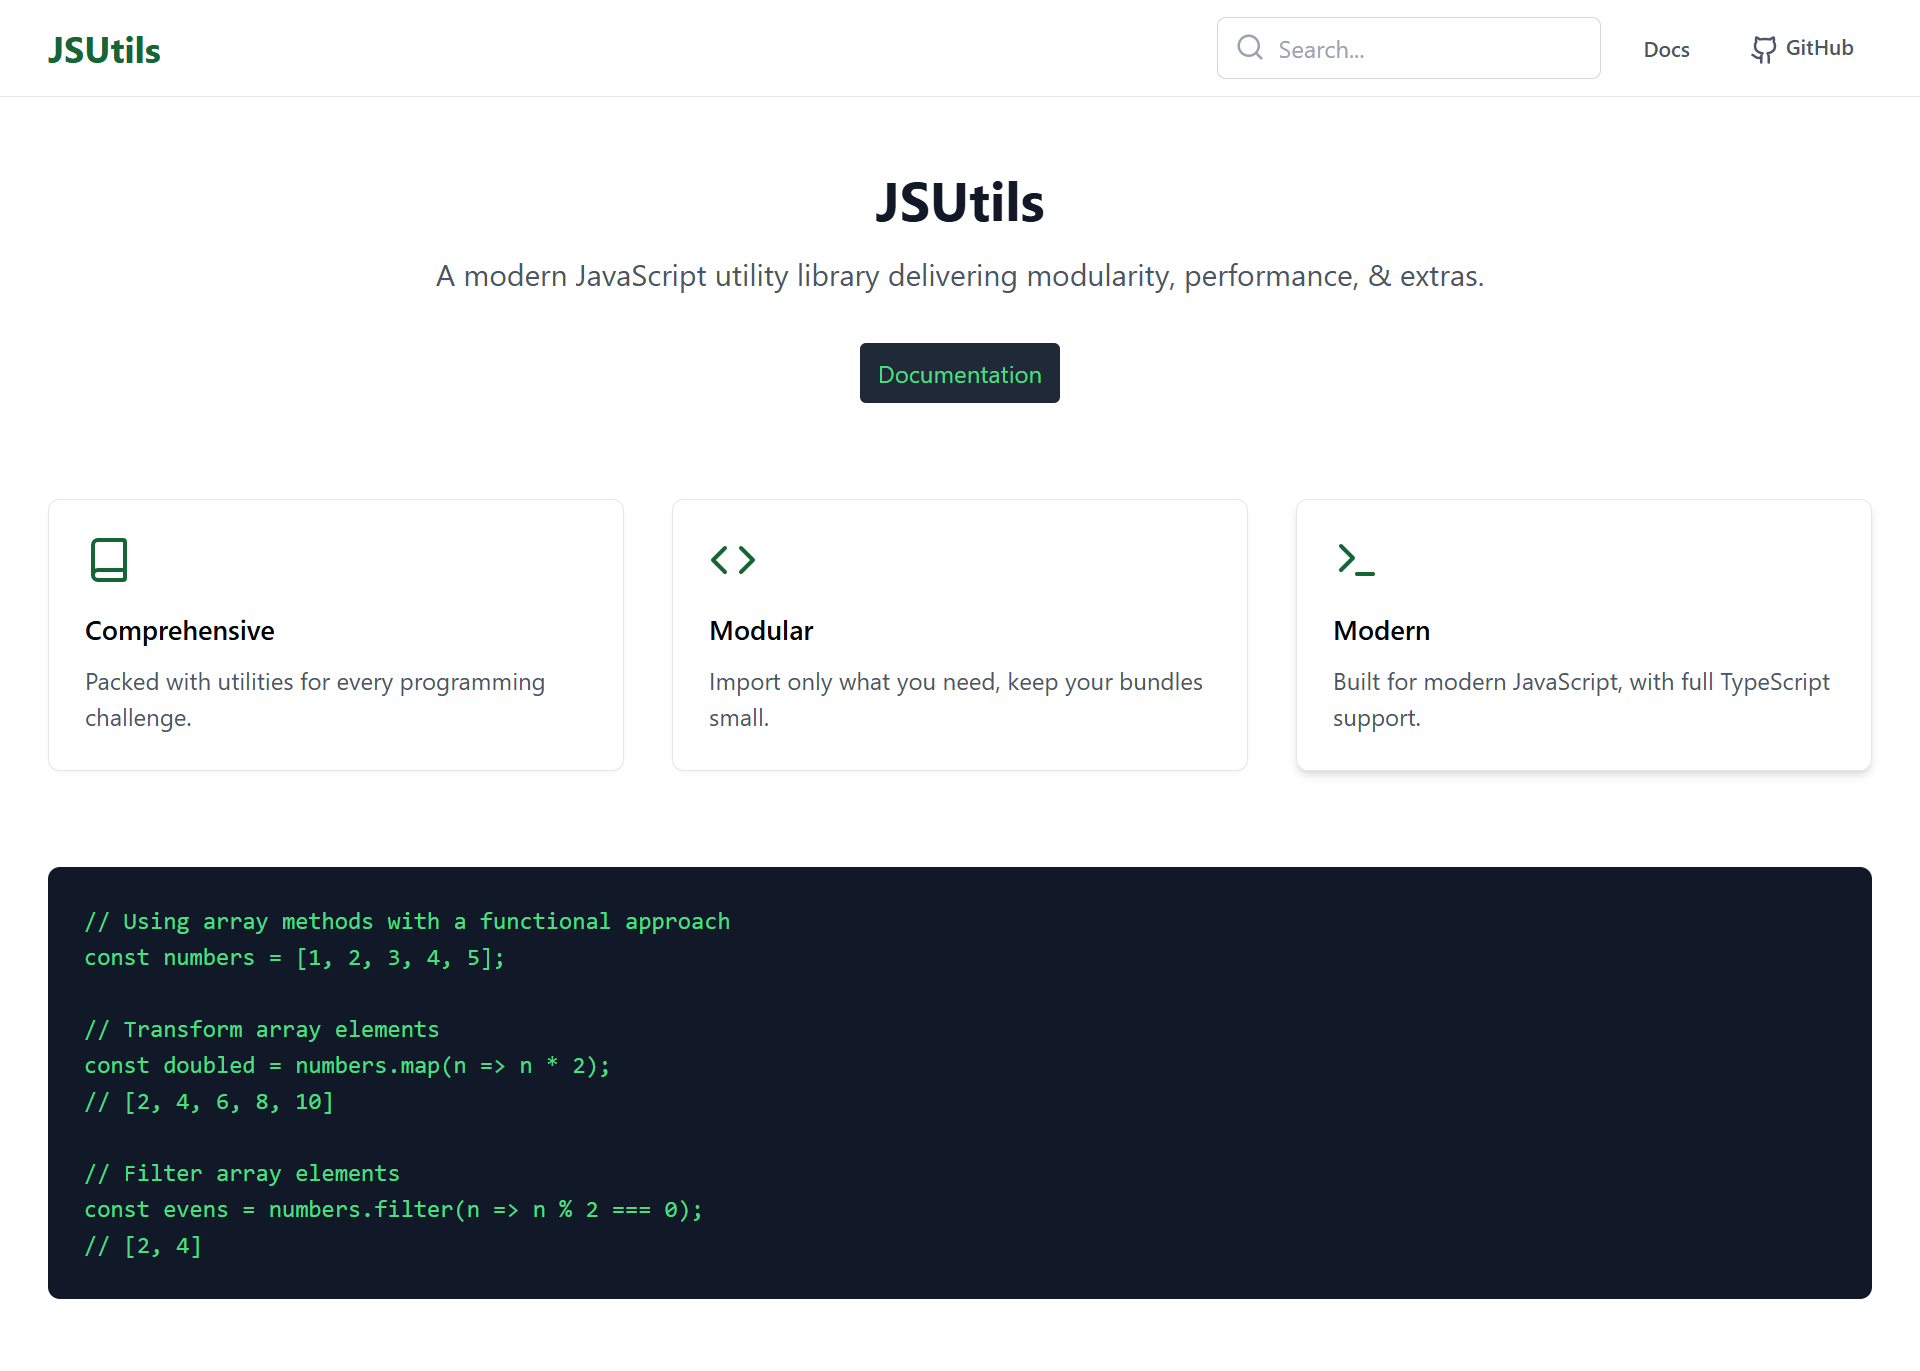 JSUtils
Search...
Docs
GitHub
JSUtils
A modern JavaScript utility library delivering modularity, performance, & extras.
Documentation
Comprehensive
Packed with utilities for every programming
challenge.
Modular
Import only what you need, keep your bundles
small.
Modern
Built for modern JavaScript, with full TypeScript
support.
// Using array methods with a functional approach
const numbers = [1, 2, 3, 4, 5];
// Transform array elements
const doubled = numbers.map(n => n * 2);
// [2, 4, 6, 8, 10]
// Filter array elements
const evens = numbers.filter(n => n % 2 === 0);
// [2, 4]